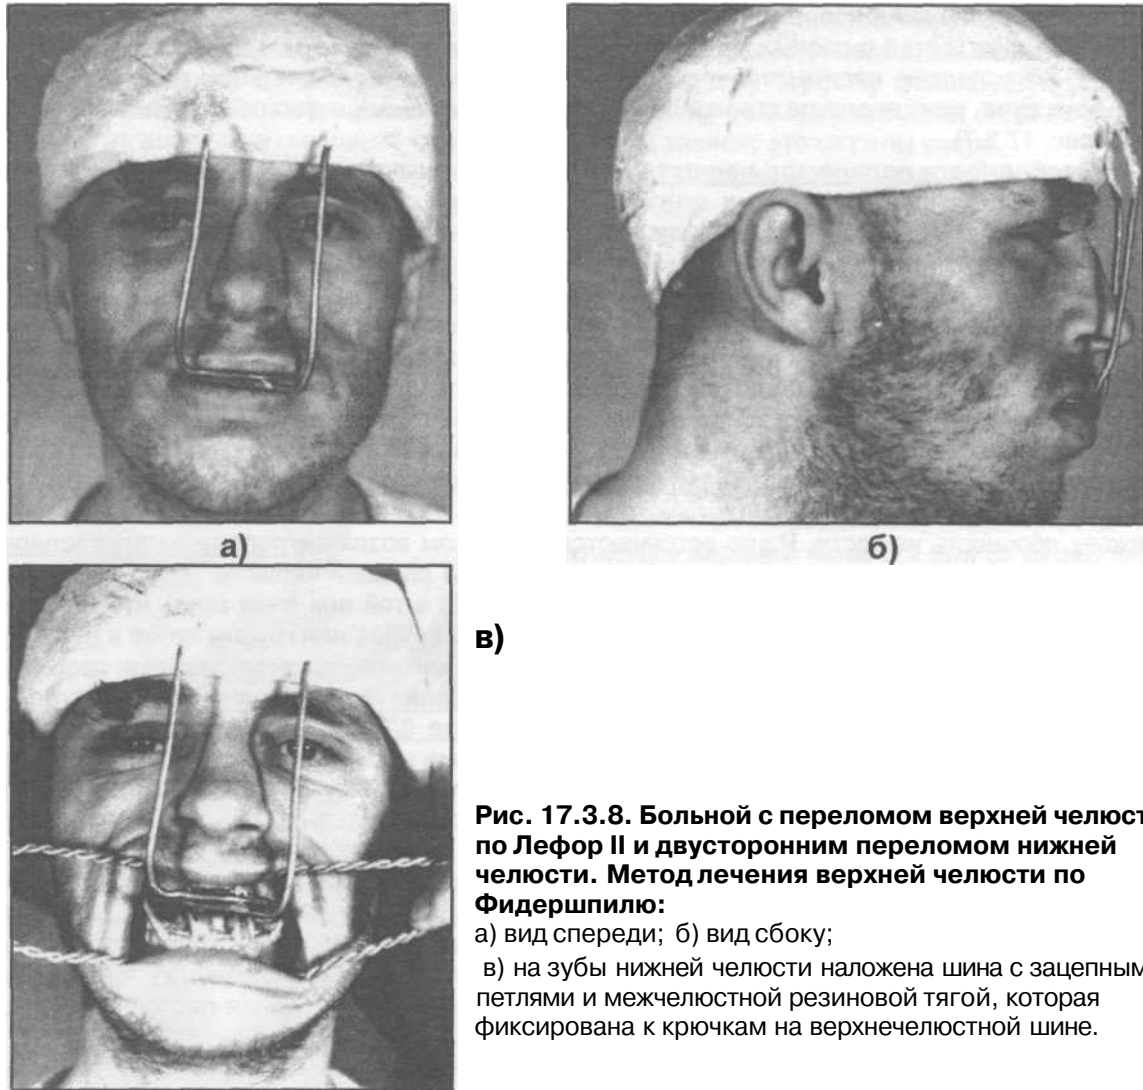 а)
б)
в)
Рис. 17.3.8. Больной с переломом верхней челюст
по Лефор II и двусторонним переломом нижней
челюсти. Метод лечения верхней челюсти по
Фидершпилю:
а) вид спереди; б) вид сбоку;
в) на зубы нижней челюсти наложена шина с зацепным
петлями и межчелюстной резиновой тягой, которая
фиксирована к крючкам на верхнечелюстной шине.